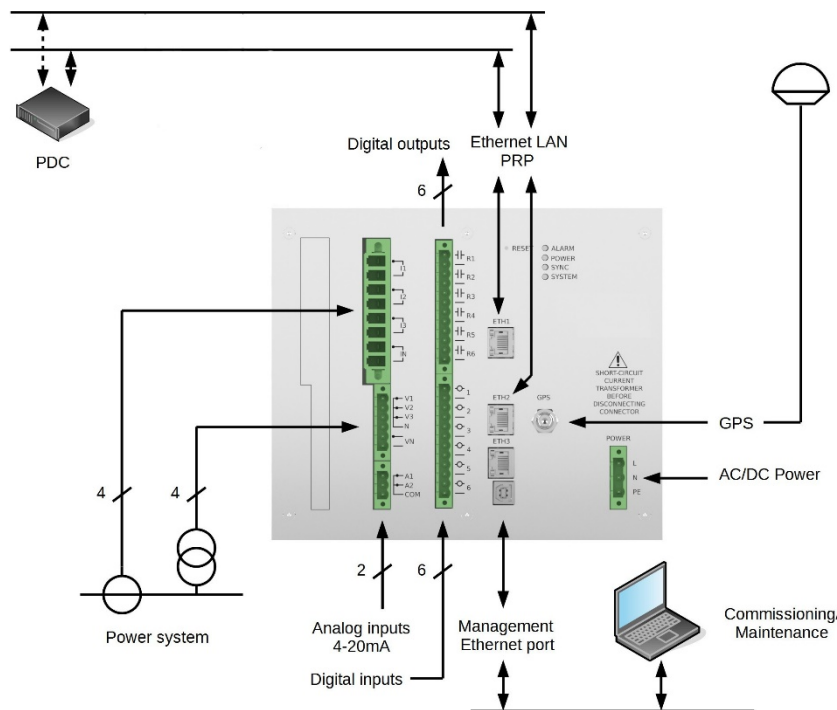 PDC
Digital outputs
6
Ethernet LAN
PRP
RESET
ALARM
POWER
SYNC
SYSTEM
I1
I2
I3
IN
R1
R2
R3
R4
R5
R6
ETH1
SHORT-CIRCUIT
CURRENT
TRANSFORMER
BEFORE
DISCONNECTING
CONNECTOR
V1
V2
V3
N
VN
A1
A2
COM
1
2
3
4
5
6
ETH2
ETH3
GPS
POWER
L
N
PE
GPS
AC/DC Power
4
4
2
6
Power system
Analog inputs
4-20mA
Digital inputs
Management
Ethernet port
Commissioning/
Maintenance